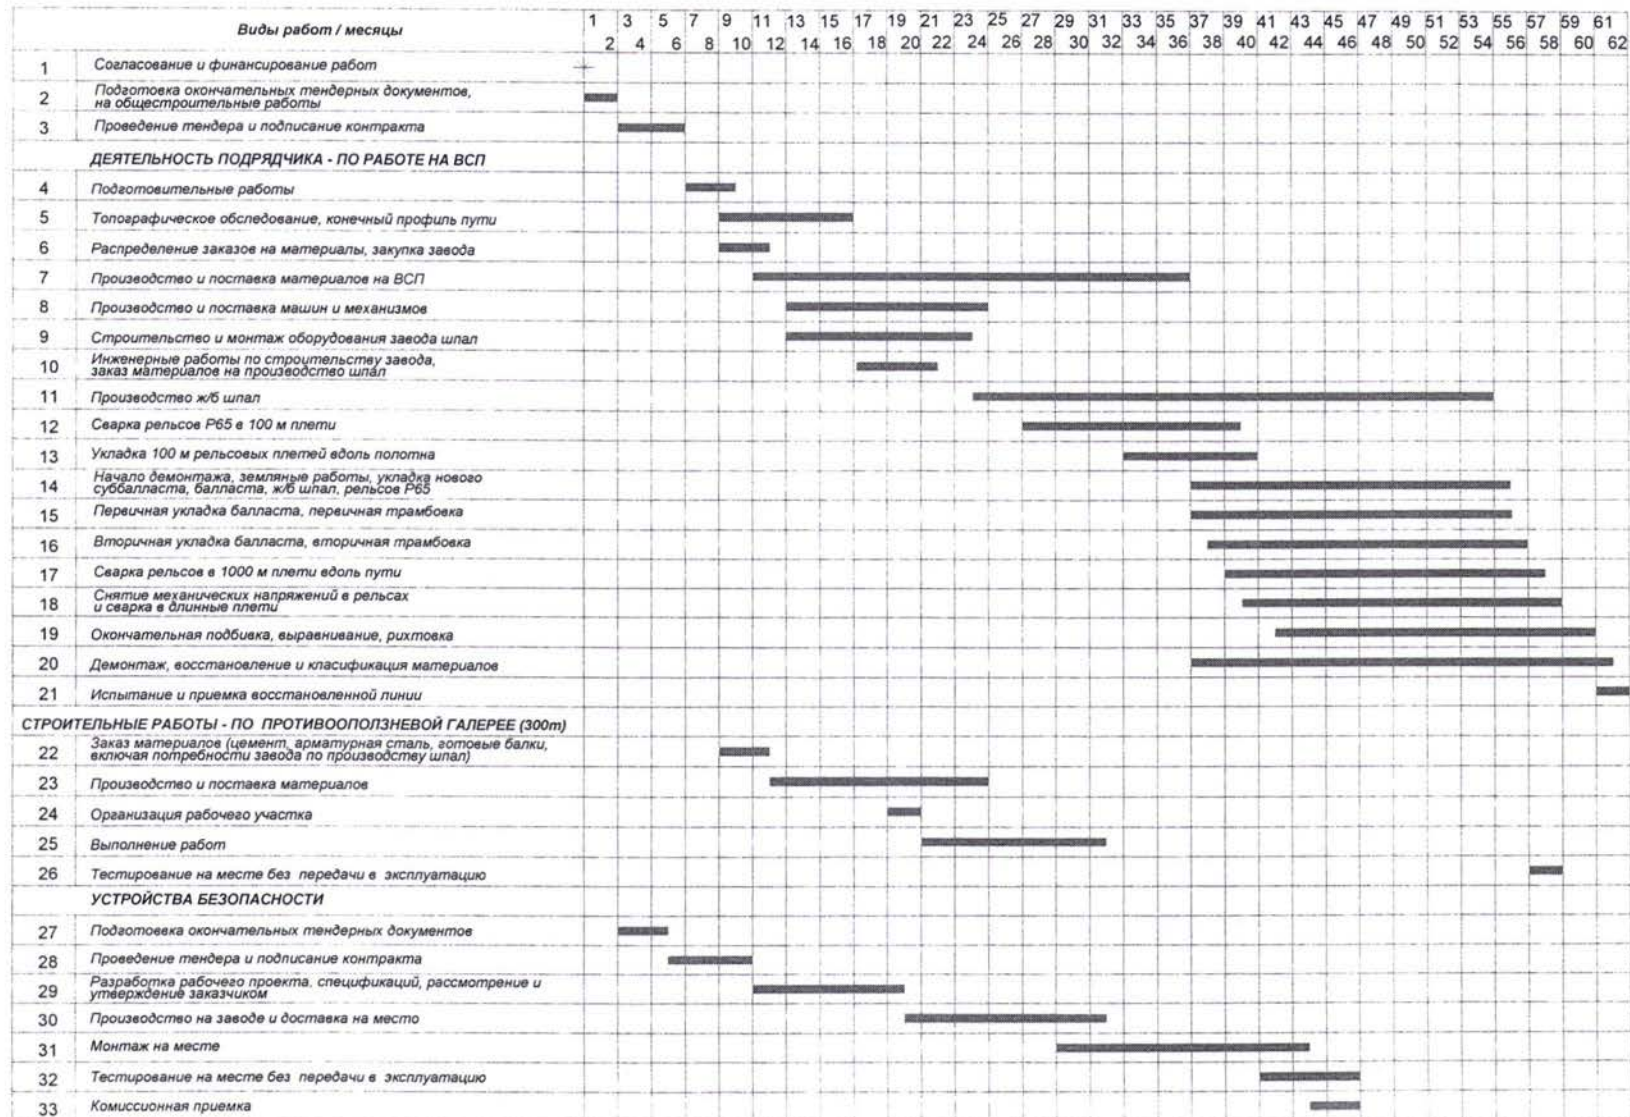 Виды работ / месяцы
1 3 5 7 9 11 13 15 17 19 21 23 25 27 29 31 33 35 37 39 41 43 45 47 49 51 53 55 57 59 61
2 4 6 8 10 12 14 16 18 20 22 24 26 28 30 32 34 36 38 40 42 44 46 48 50 52 54 56 58 60 62
1 Согласование и финансирование работ
2 Подготовка окончательных тендерных документов,
на общестроительные работы
3 Проведение тендера и подписание контракта
ДЕЯТЕЛЬНОСТЬ ПОДРЯДЧИКА - ПО РАБОТЕ НА ВСП
4 Подготовительные работы
5 Топографическое обследование, конечный профиль пути
6 Распределение заказов на материалы, закупка завода
7 Производство и поставка материалов на ВСП
8 Производство и поставка машин и механизмов
9 Строительство и монтаж оборудования завода шпал
10 Инженерные работы по строительству завода,
заказ материалов на производство шпал
11 Производство ж/б шпал
12 Сварка рельсов Р65 в 100 м плети
13 Укладка 100 м рельсовых плетей вдоль полотна
14 Начало демонтажа, земляные работы, укладка нового
суббалласта, балласта, ж/б шпал, рельсов Р65
15 Первичная укладка балласта, первичная трамбовка
16 Вторичная укладка балласта, вторичная трамбовка
17 Сварка рельсов в 1000 м плети вдоль пути
18 Снятие механических напряжений в рельсах
и сварка в длинные плети
19 Окончательная подбивка, выравнивание, рихтовка
20 Демонтаж, восстановление и класификация материалов
21 Испытание и приемка восстановленной линии
СТРОИТЕЛЬНЫЕ РАБОТЫ - ПО ПРОТИВООПОЛЗНЕВОЙ ГАЛЕРЕЕ (300m)
22 Заказ материалов (цемент, арматурная сталь, готовые балки,
включая потребности завода по производству шпал)
23 Производство и поставка материалов
24 Организация рабочего участка
25 Выполнение работ
26 Тестирование на месте без передачи в эксплуатацию
УСТРОЙСТВА БЕЗОПАСНОСТИ
27 Подготоввка окончательных тендерных документов
28 Проведение тендера и подписание контракта
29 Разработка рабочего проекта, спецификаций, рассмотрение и
утверждение заказчиком
30 Производство на заводе и доставка на место
31 Монтаж на месте
32 Тестирование на месте без передачи в эксплуатацию
33 Комиссионная приемка